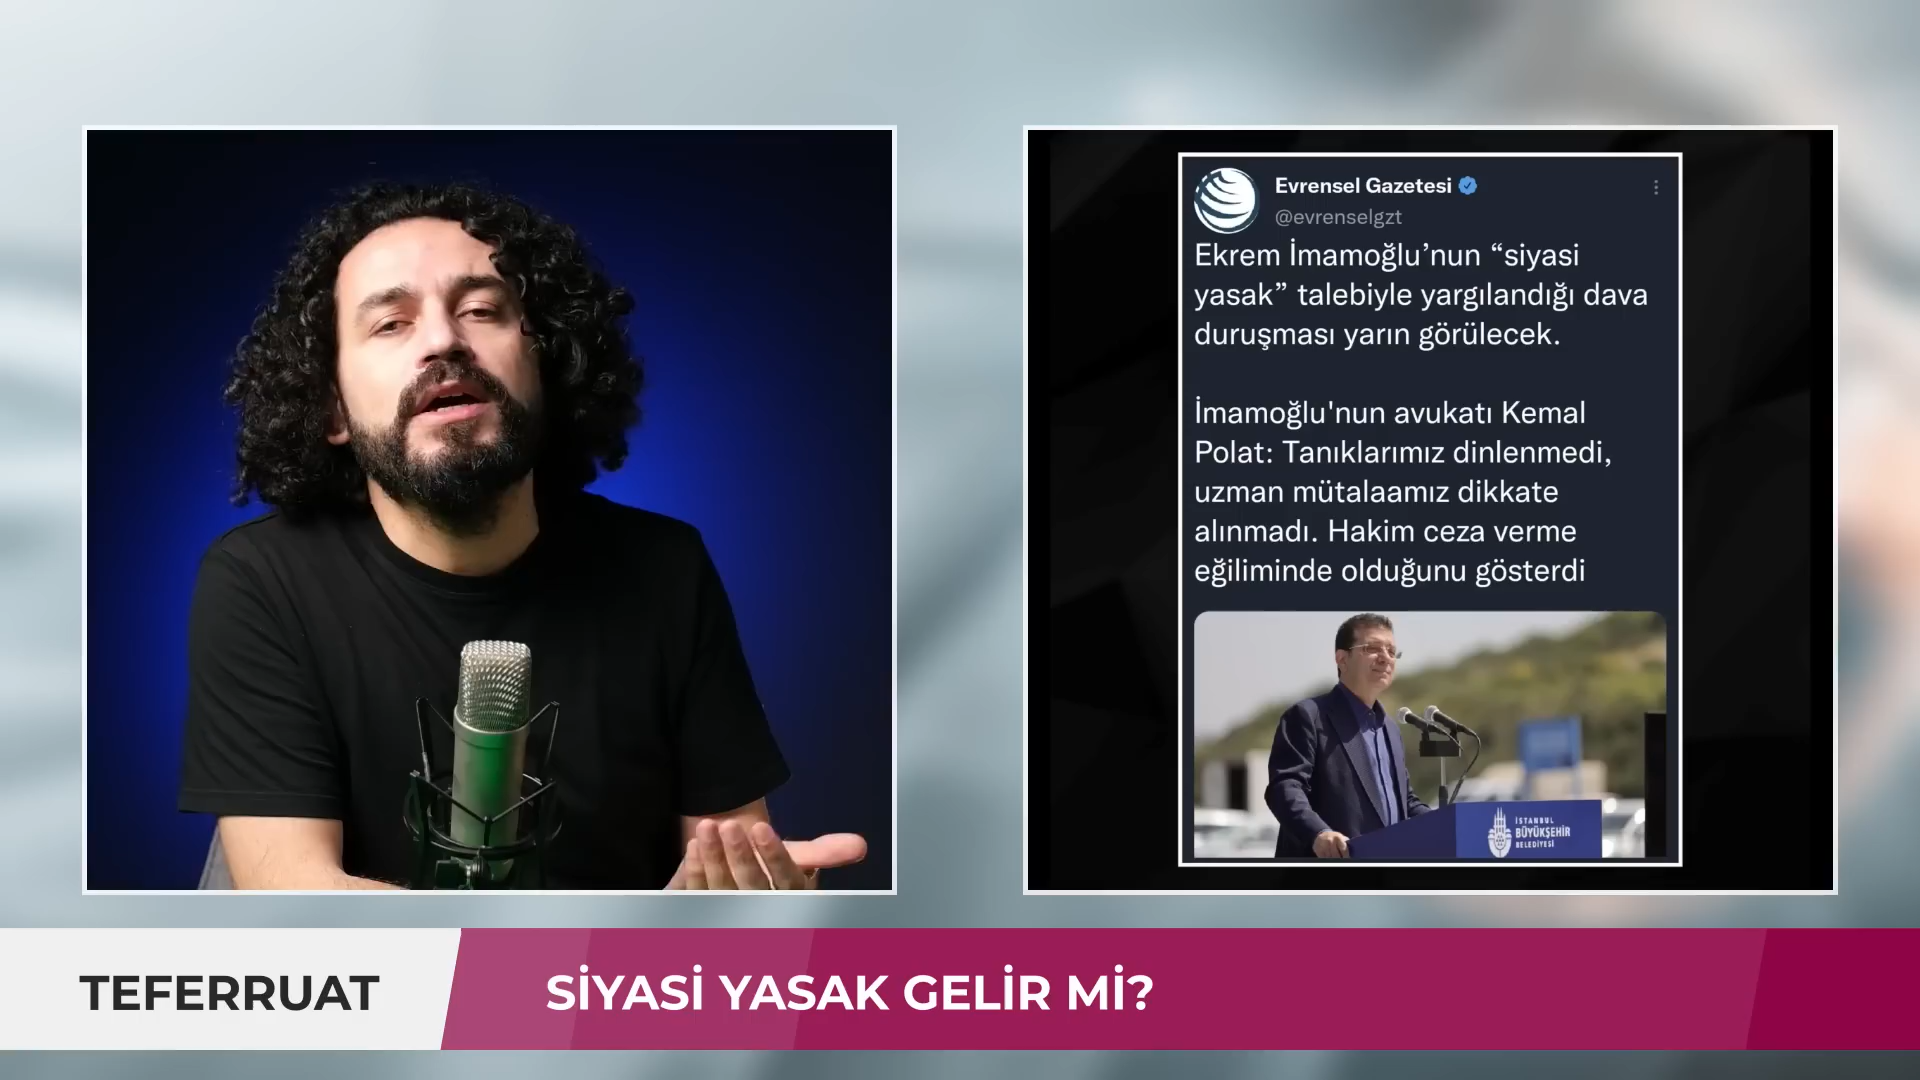 Evrensel Gazetesi
@evrenselgzt
Ekrem İmamoğlu’nun “siyasi
yasak” talebiyle yargılandığı dava
duruşması yarın görülecek.
İmamoğlu'nun avukatı Kemal
Polat: Tanıklarımız dinlenmedi,
uzman mütalaamız dikkate
alınmadı. Hakim ceza verme
eğiliminde olduğunu gösterdi
İSTANBUL
BÜYÜKŞEHİR
BELEDİYESİ
TEFERRUAT
SİYASİ YASAK GELİR Mİ?